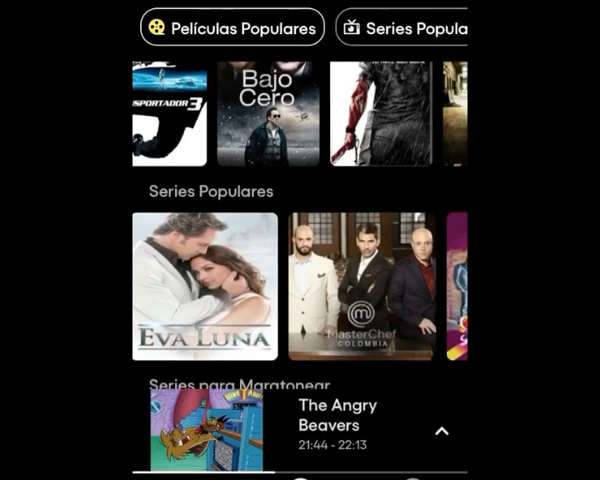 Películas Populares
Series Popula
SPORTADOR 3
Bajo
Cero
Series Populares
EVA LUNA
MasterChef
COLOMBIA
Series para Maratonear
The Angry
Beavers
21:44 - 22:13